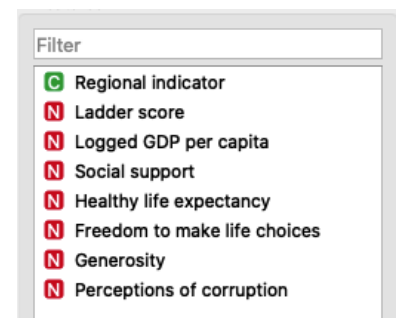 Filter
C Regional indicator
N Ladder score
N Logged GDP per capita
N Social support
N Healthy life expectancy
N Freedom to make life choices
N Generosity
N Perceptions of corruption